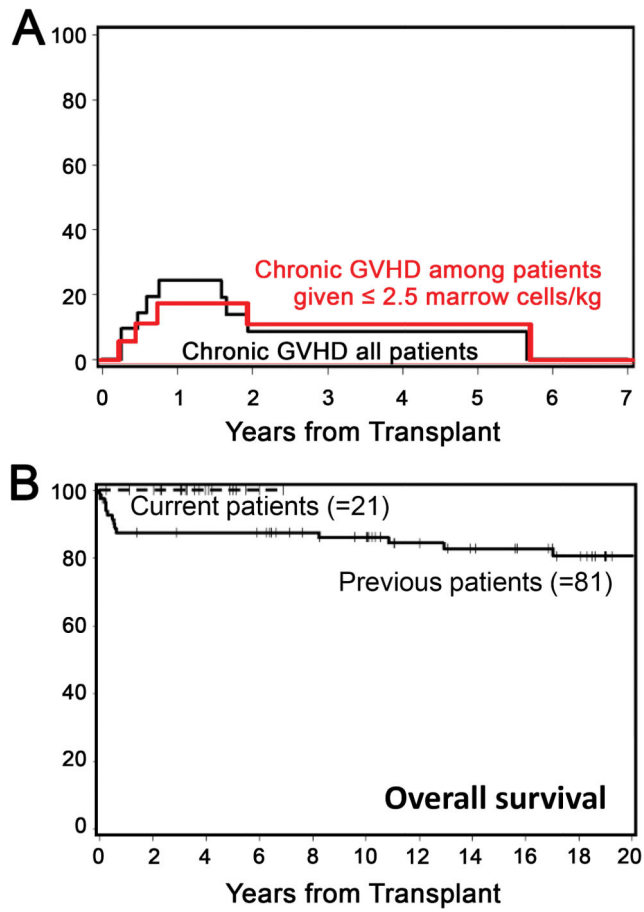 A
100
80
60
40
20
0
Chronic GVHD among patients
given ≤ 2.5 marrow cells/kg
Chronic GVHD all patients
0 1 2 3 4 5 6 7
Years from Transplant
B
100
80
60
40
20
0
Current patients (=21)
Previous patients (=81)
Overall survival
0 2 4 6 8 10 12 14 16 18 20
Years from Transplant